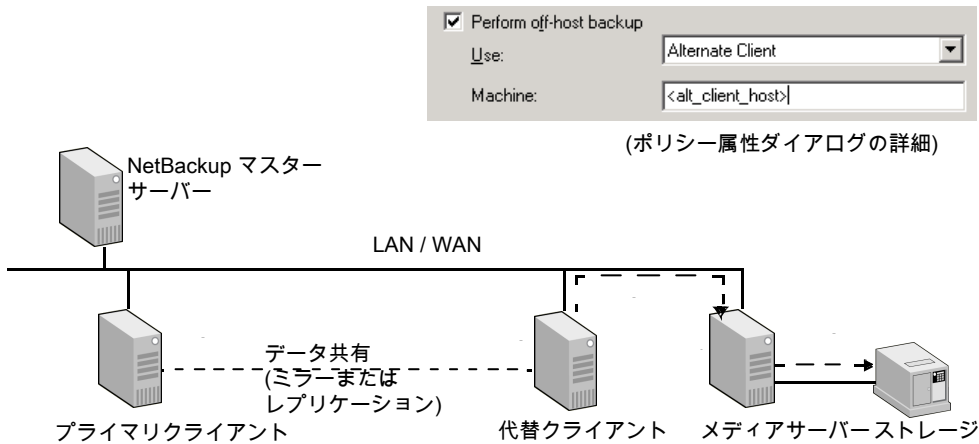 Perform off-host backup
Use:
Alternate Client
Machine:
<alt_client_host>
(ポリシー属性ダイアログの詳細)
NetBackup マスター
サーバー
LAN / WAN
データ共有
(ミラーまたは
レプリケーション)
プライマリクライアント
代替クライアント
メディアサーバー
ストレージ